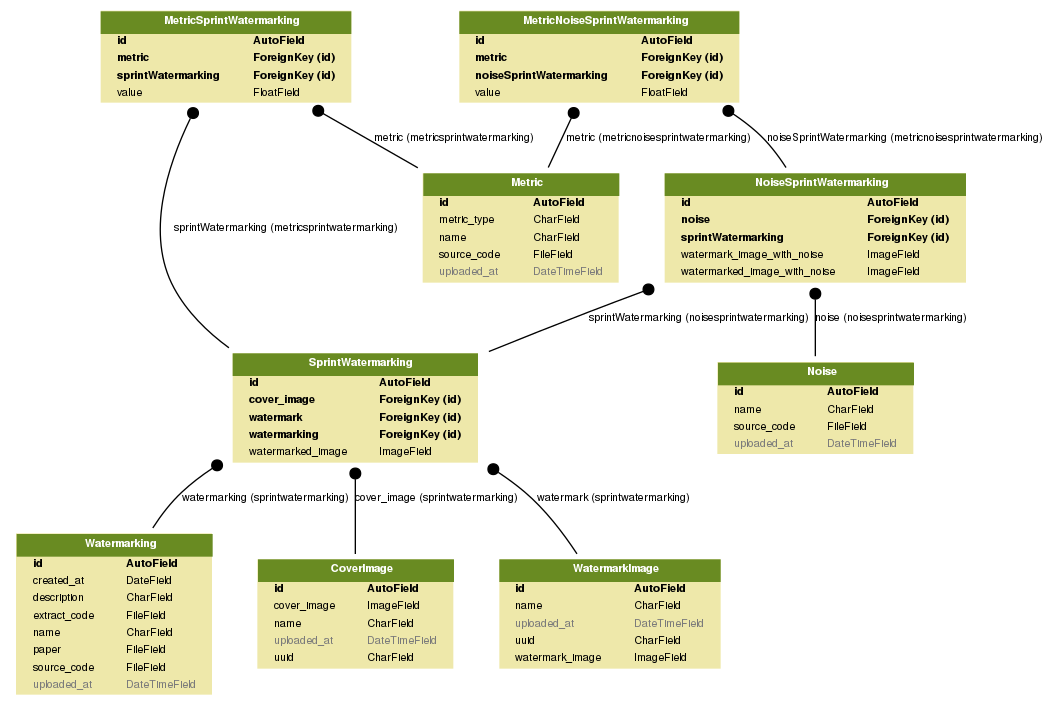 MetricSprintWatermarking
id AutoField
metric ForeignKey (id)
sprintWatermarking ForeignKey (id)
value FloatField
MetricNoiseSprintWatermarking
id AutoField
metric ForeignKey (id)
noiseSprintWatermarking ForeignKey (id)
value FloatField
metric (metricsprintwatermarking)
metric (metricnoisesprintwatermarking)
noiseSprintWatermarking (metricnoisesprintwatermarking)
Metric
id AutoField
metric_type CharField
name CharField
source_code FileField
uploaded_at DateTimeField
NoiseSprintWatermarking
id AutoField
noise ForeignKey (id)
sprintWatermarking ForeignKey (id)
watermark_image_with_noise ImageField
watermarked_image_with_noise ImageField
sprintWatermarking (metricsprintwatermarking)
sprintWatermarking (noisesprintwatermarking)
noise (noisesprintwatermarking)
SprintWatermarking
id AutoField
cover_image ForeignKey (id)
watermark ForeignKey (id)
watermarking ForeignKey (id)
watermarked_image ImageField
Noise
id AutoField
name CharField
source_code FileField
uploaded_at DateTimeField
watermarking (sprintwatermarking)
cover_image (sprintwatermarking)
watermark (sprintwatermarking)
Watermarking
id AutoField
created_at DateField
description CharField
extract_code FileField
name CharField
paper FileField
source_code FileField
uploaded_at DateTimeField
CoverImage
id AutoField
cover_image ImageField
name CharField
uploaded_at DateTimeField
uuid CharField
WatermarkImage
id AutoField
name CharField
uploaded_at DateTimeField
uuid CharField
watermark_image ImageField